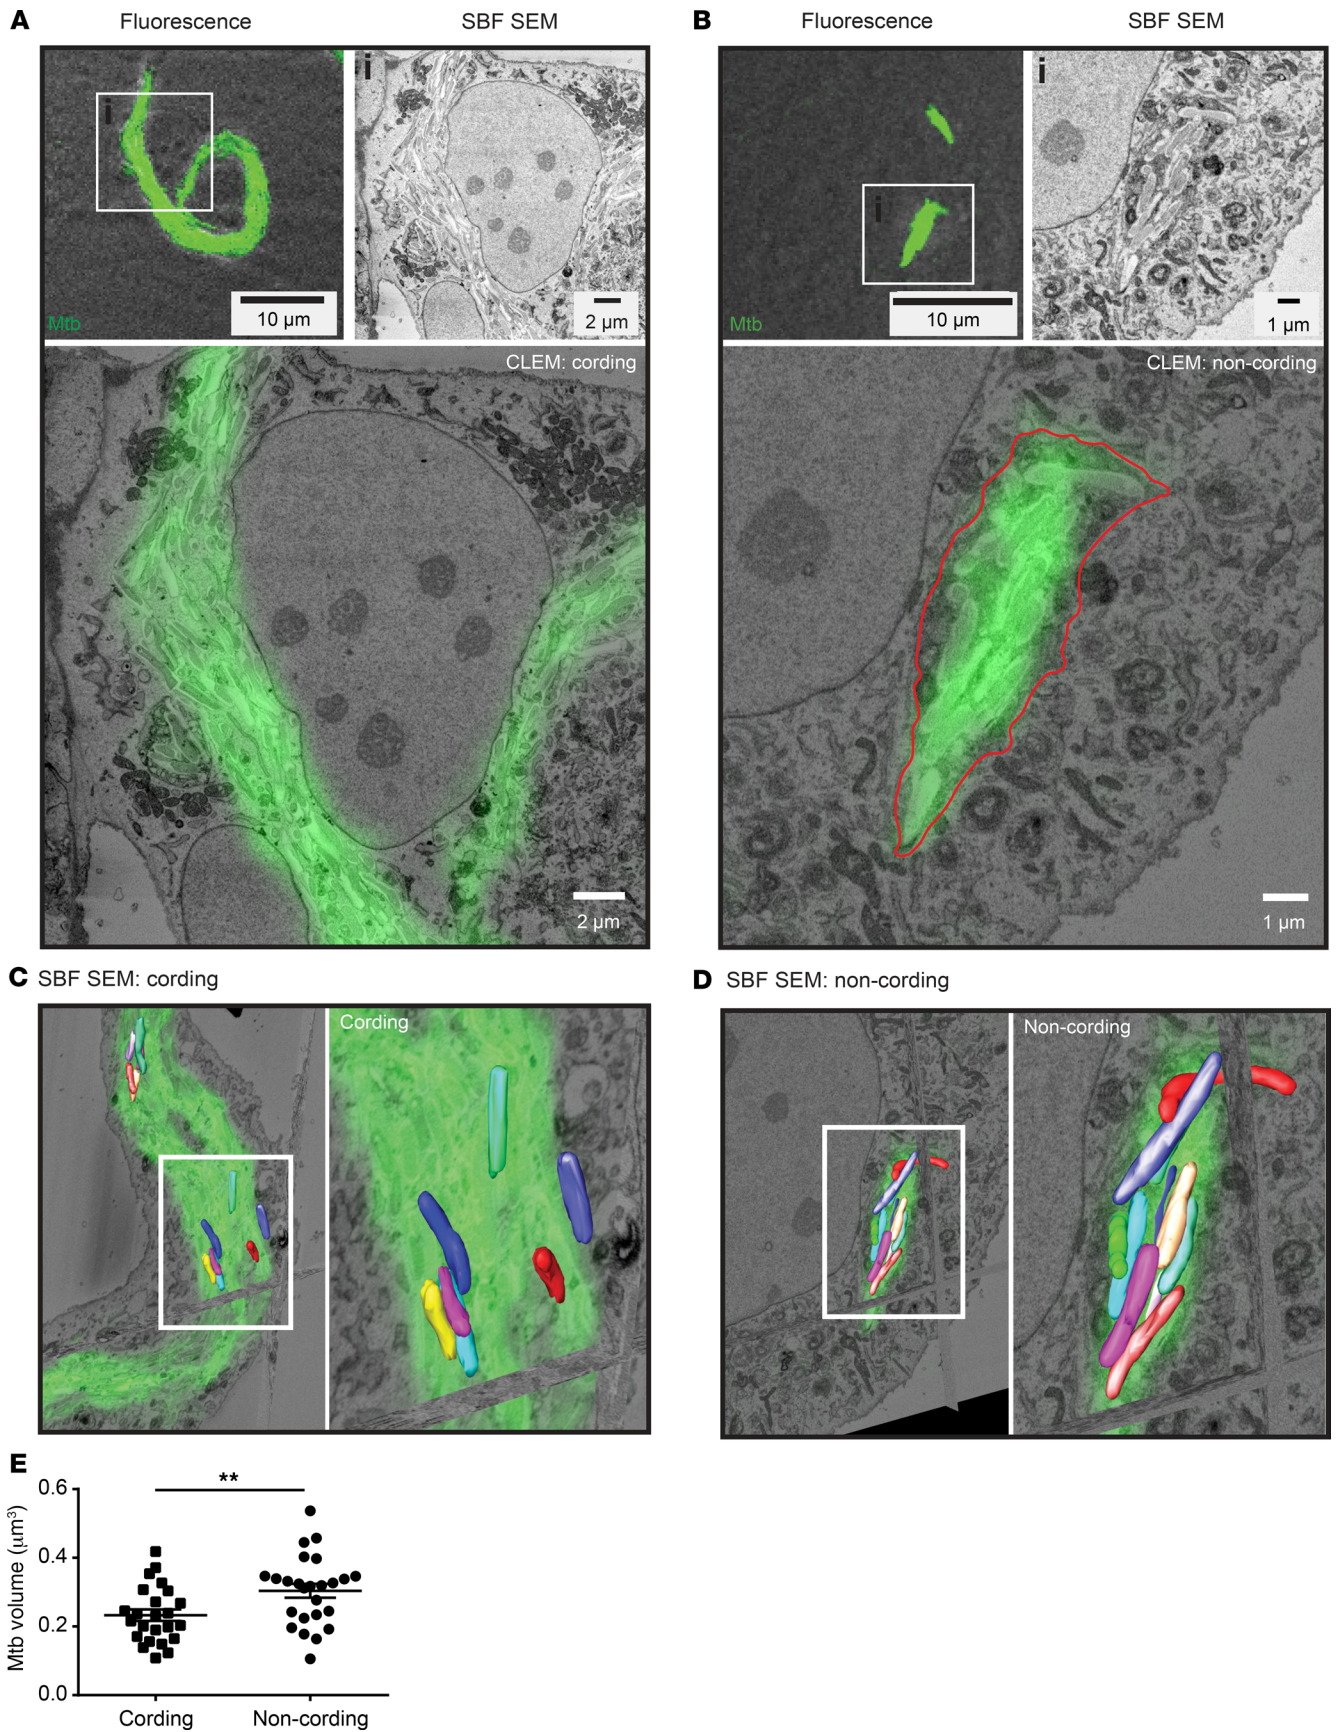 A
Fluorescence
SBF SEM
i
Mtb
10 µm
i
2 µm
CLEM: cording
2 µm
B
Fluorescence
SBF SEM
i
Mtb
10 µm
i
1 µm
CLEM: non-cording
1 µm
C SBF SEM: cording
Cording
D SBF SEM: non-cording
Non-cording
E
**
Mtb volume (µm³)
0.6
0.4
0.2
0.0
Cording
Non-cording